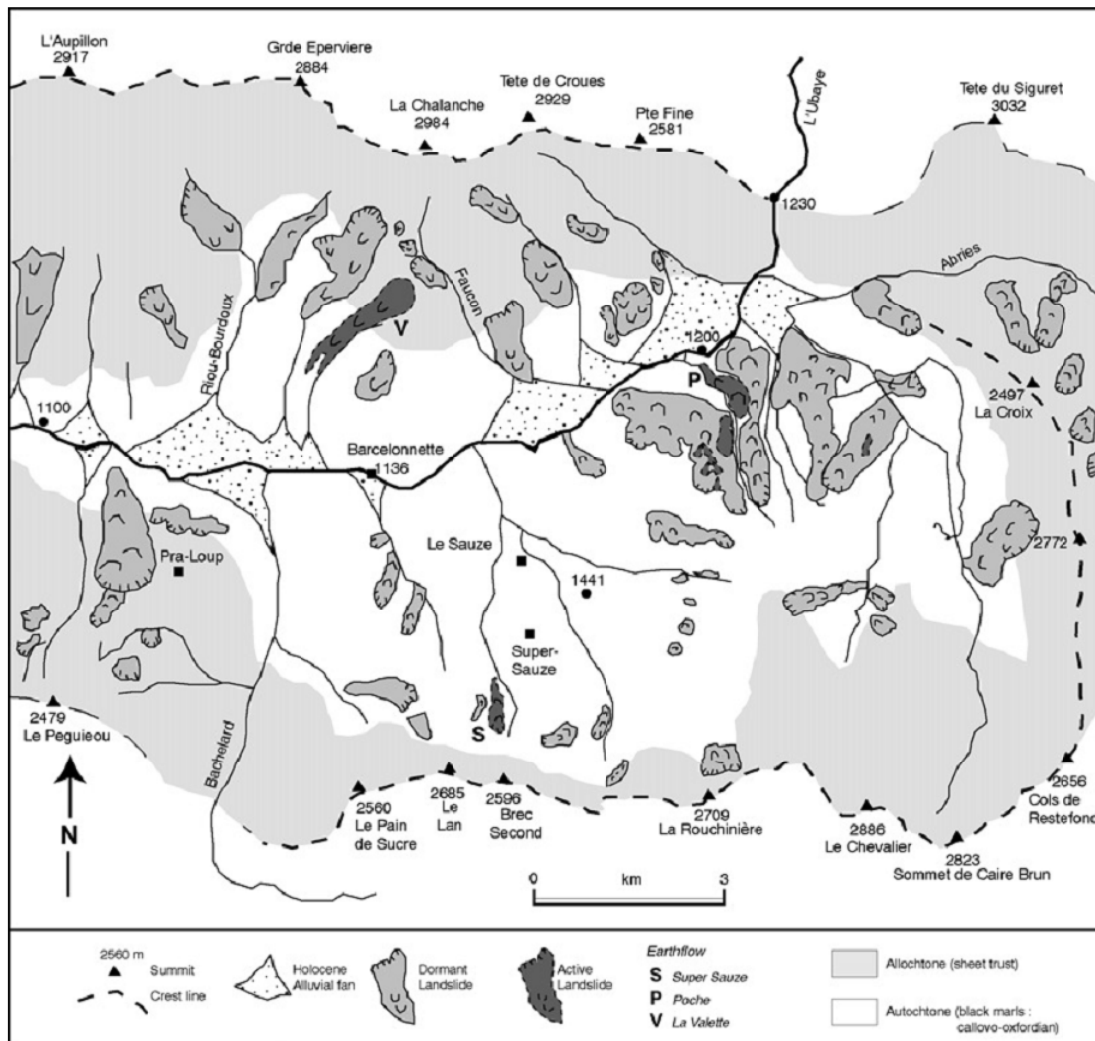 L'Aupillon
2917
Grde Eperviere
2884
La Chalanche
2984
Tete de Croues
2929
Pte Fine
2581
L'Ubaye
Tete du Siguret
3032
1230
Abries
Faucon
Riou-Bourdoux
V
1200
P
2497
La Croix
1100
Barcelonnette
1136
Pra-Loup
Le Sauze
1441
2772
Super-
Sauze
S
2479
Le Peguieou
Bachelard
N
2560
Le Pain
de Sucre
2685
Le
Lan
2596
Brec
Second
2709
La Rouchinière
2886
Le Chevalier
2656
Cols de
Restefond
2823
Sommet de Caire Brun
0 km 3
2560 m
Summit
Crest line
Holocene
Alluvial fan
Dormant
Landslide
Active
Landslide
Earthflow
S Super Sauze
P Poche
V La Valette
Allochtone (sheet trust)
Autochtone (black marls :
callovo-oxfordian)